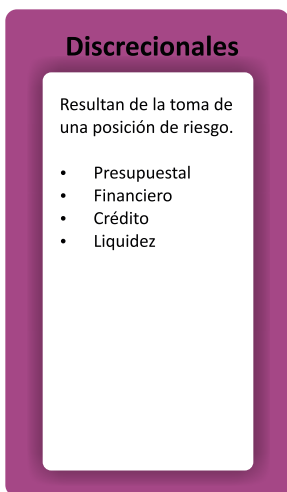 Discrecionales
Resultan de la toma de
una posición de riesgo.
• Presupuestal
• Financiero
• Crédito
• Liquidez